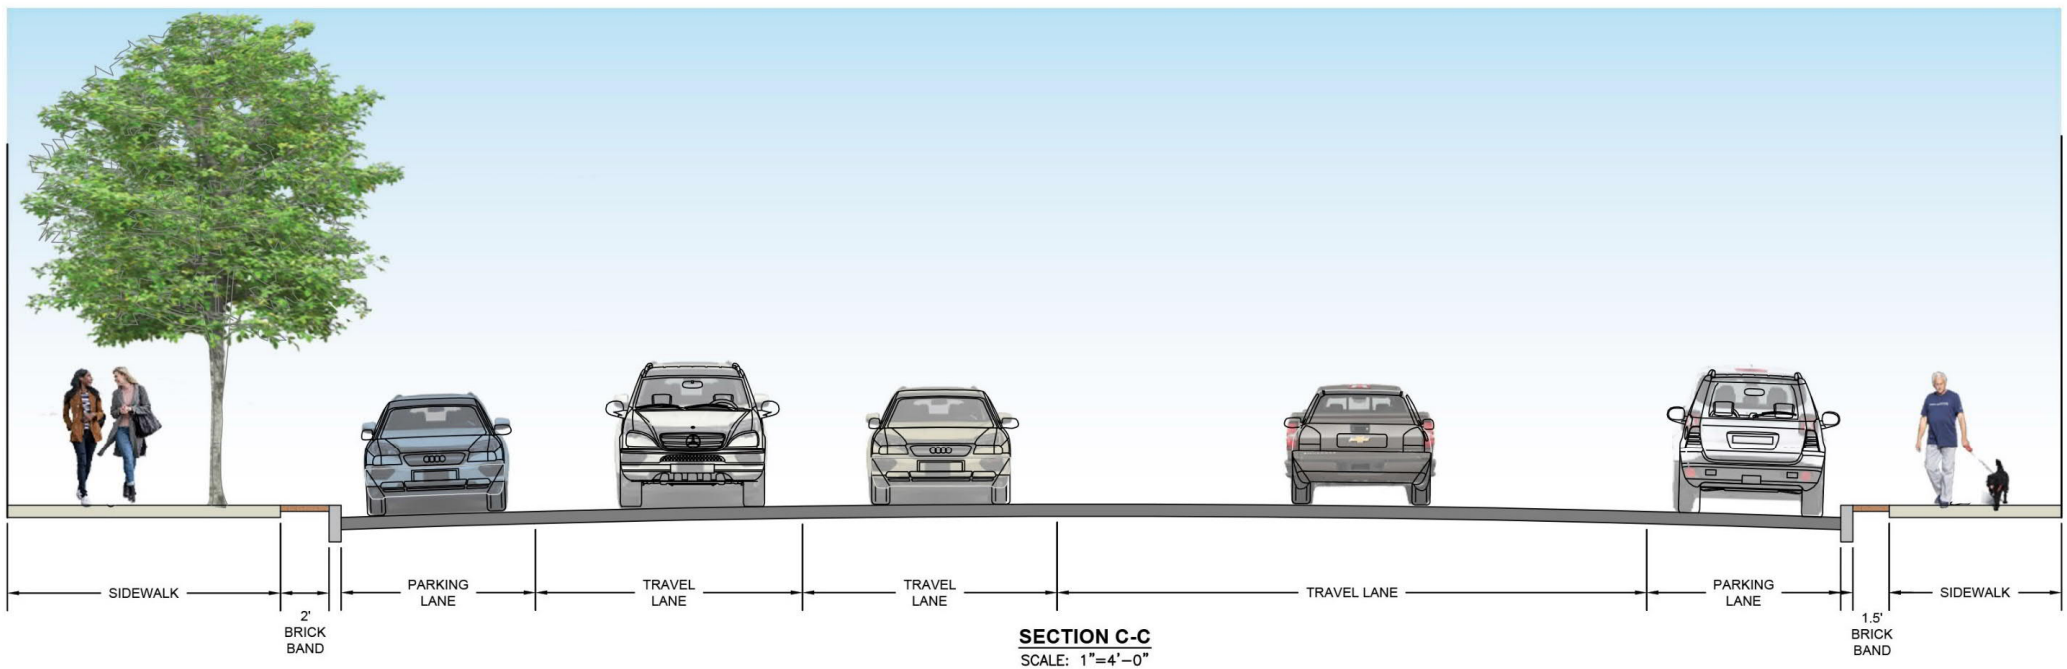 SIDEWALK
2'
BRICK
BAND
PARKING
LANE
TRAVEL
LANE
TRAVEL
LANE
TRAVEL LANE
PARKING
LANE
1.5'
BRICK
BAND
SIDEWALK
SECTION C-C
SCALE: 1"=4'-0"